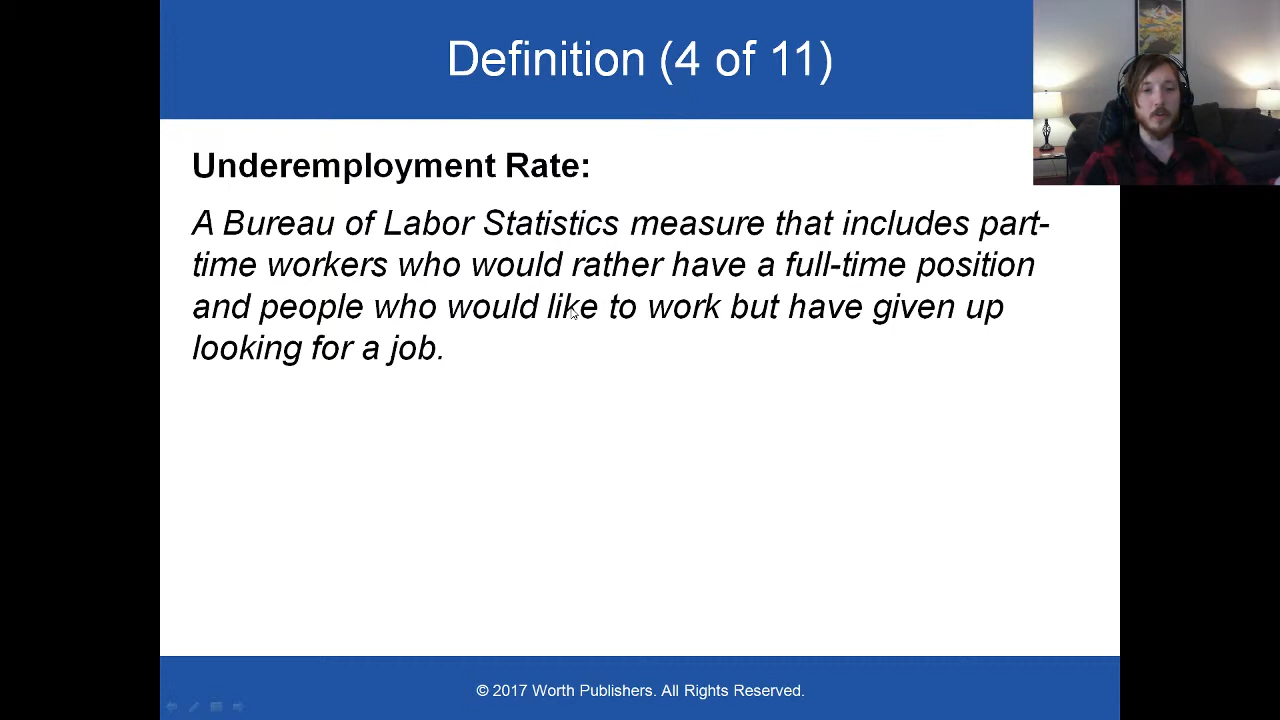 Definition (4 of 11)
Underemployment Rate:
A Bureau of Labor Statistics measure that includes part-
time workers who would rather have a full-time position
and people who would like to work but have given up
looking for a job.
© 2017 Worth Publishers. All Rights Reserved.